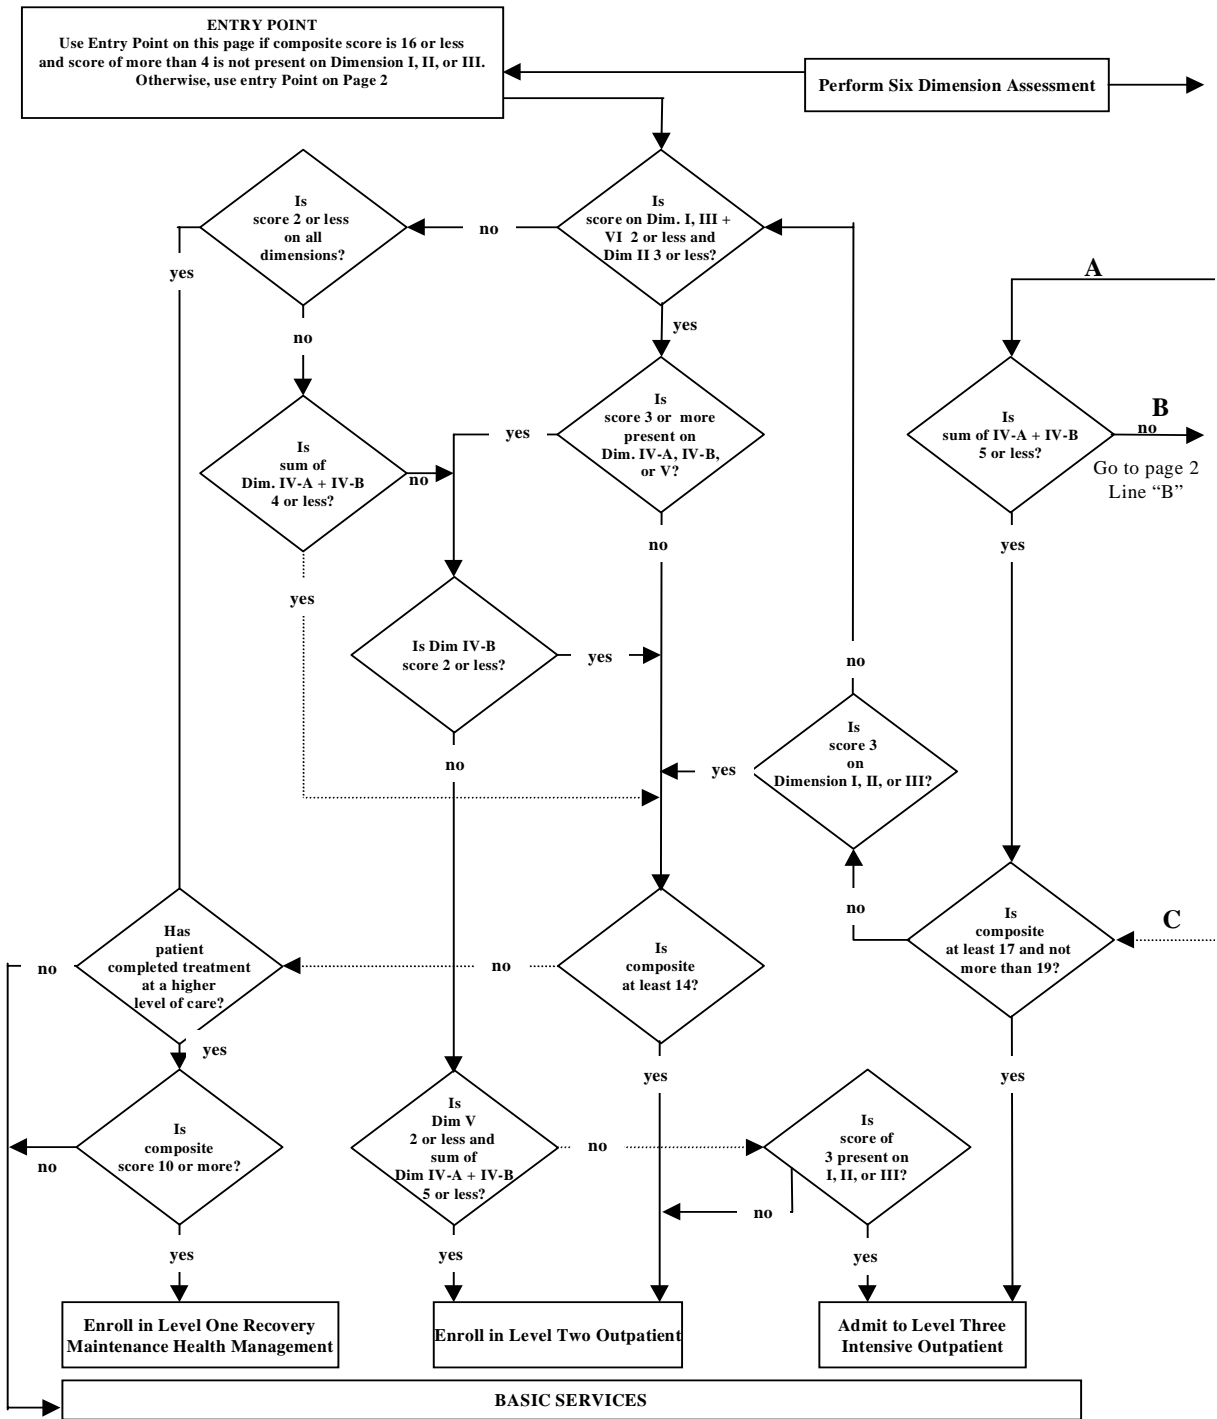 ENTRY POINT
Use Entry Point on this page if composite score is 16 or less
and score of more than 4 is not present on Dimension I, II, or III.
Otherwise, use entry Point on Page 2
Perform Six Dimension Assessment
Is
score 2 or less
on all
dimensions?
no
Is
score on Dim. I, III +
VI 2 or less and
Dim II 3 or less?
yes
A
no
yes
Is
sum of
Dim. IV-A + IV-B
4 or less?
no
yes
Is
score 3 or more
present on
Dim. IV-A, IV-B,
or V?
Is
sum of IV-A + IV-B
5 or less?
B
no
Go to page 2
Line “B”
no
yes
yes
Is Dim IV-B
score 2 or less?
yes
no
no
yes
Is
score 3
on
Dimension I, II, or III?
no
Has
patient
completed treatment
at a higher
level of care?
no
no
Is
composite
at least 14?
Is
composite
at least 17 and not
more than 19?
C
yes
yes
yes
Is
composite
score 10 or more?
no
Is
Dim V
2 or less and
sum of
Dim IV-A + IV-B
5 or less?
no
Is
score of
3 present on
I, II, or III?
no
yes
yes
yes
Enroll in Level One Recovery
Maintenance Health Management
Enroll in Level Two Outpatient
Admit to Level Three
Intensive Outpatient
BASIC SERVICES